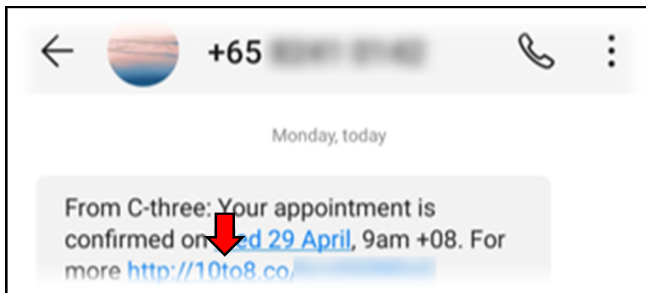 +65
Monday, today
From C-three: Your appointment is
confirmed on ed 29 April, 9am +08. For
more http://10to8.co/